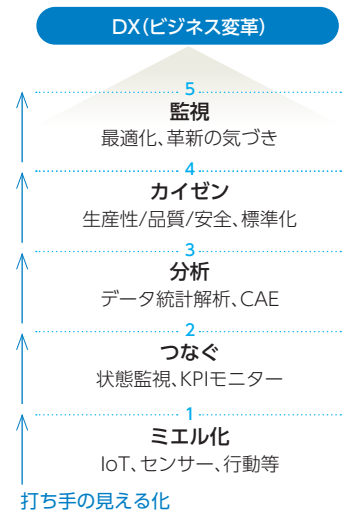 DX(ビジネス変革)
5
監視
最適化、革新の気づき
4
カイゼン
生産性/品質/安全、標準化
3
分析
データ統計解析、CAE
2
つなぐ
状態監視、KPIモニター
1
ミエル化
IoT、センサー、行動等
打ち手の見える化